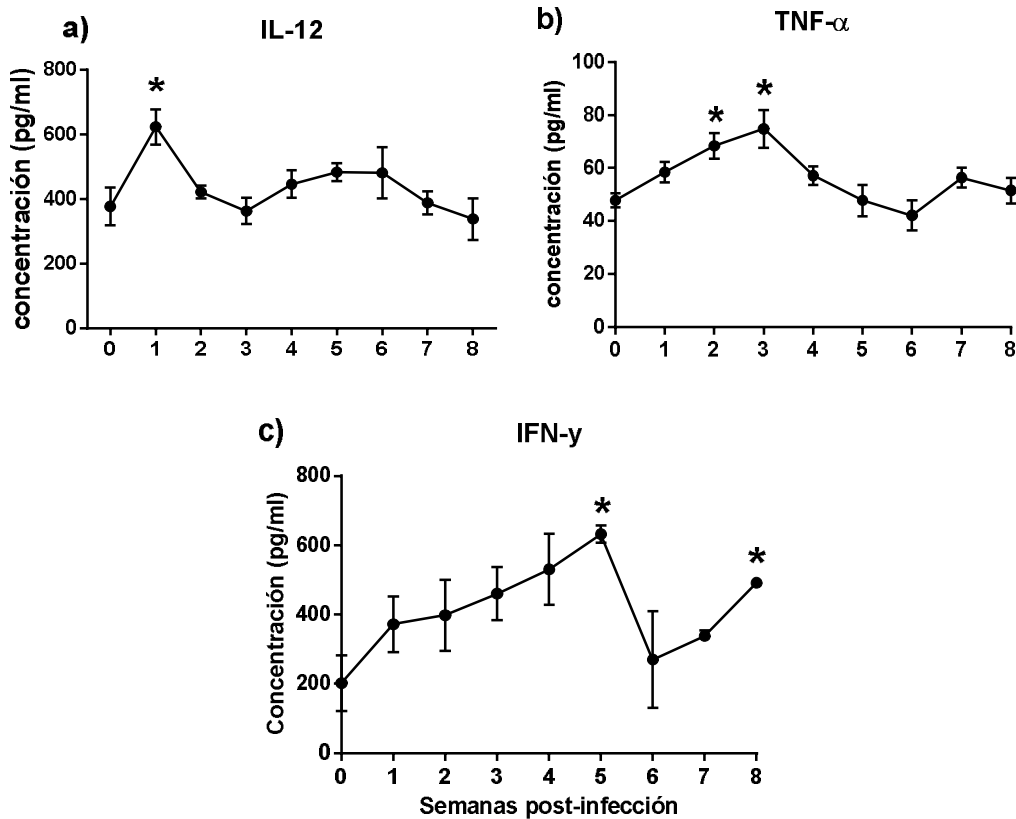 a) IL-12
concentración (pg/ml)
800
600
400
200
0
*
0 1 2 3 4 5 6 7 8
b) TNF-α
concentración (pg/ml)
100
80
60
40
20
0
* *
0 1 2 3 4 5 6 7 8
c) IFN-y
Concentración (pg/ml)
800
600
400
200
0
* *
0 1 2 3 4 5 6 7 8
Semanas post-infección